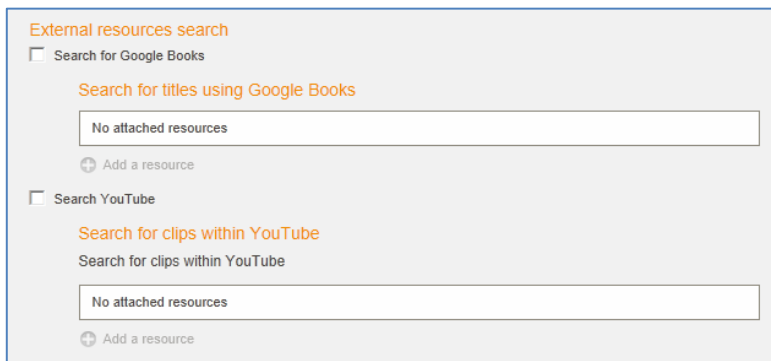 External resources search
Search for Google Books
Search for titles using Google Books
No attached resources
Add a resource
Search YouTube
Search for clips within YouTube
Search for clips within YouTube
No attached resources
Add a resource